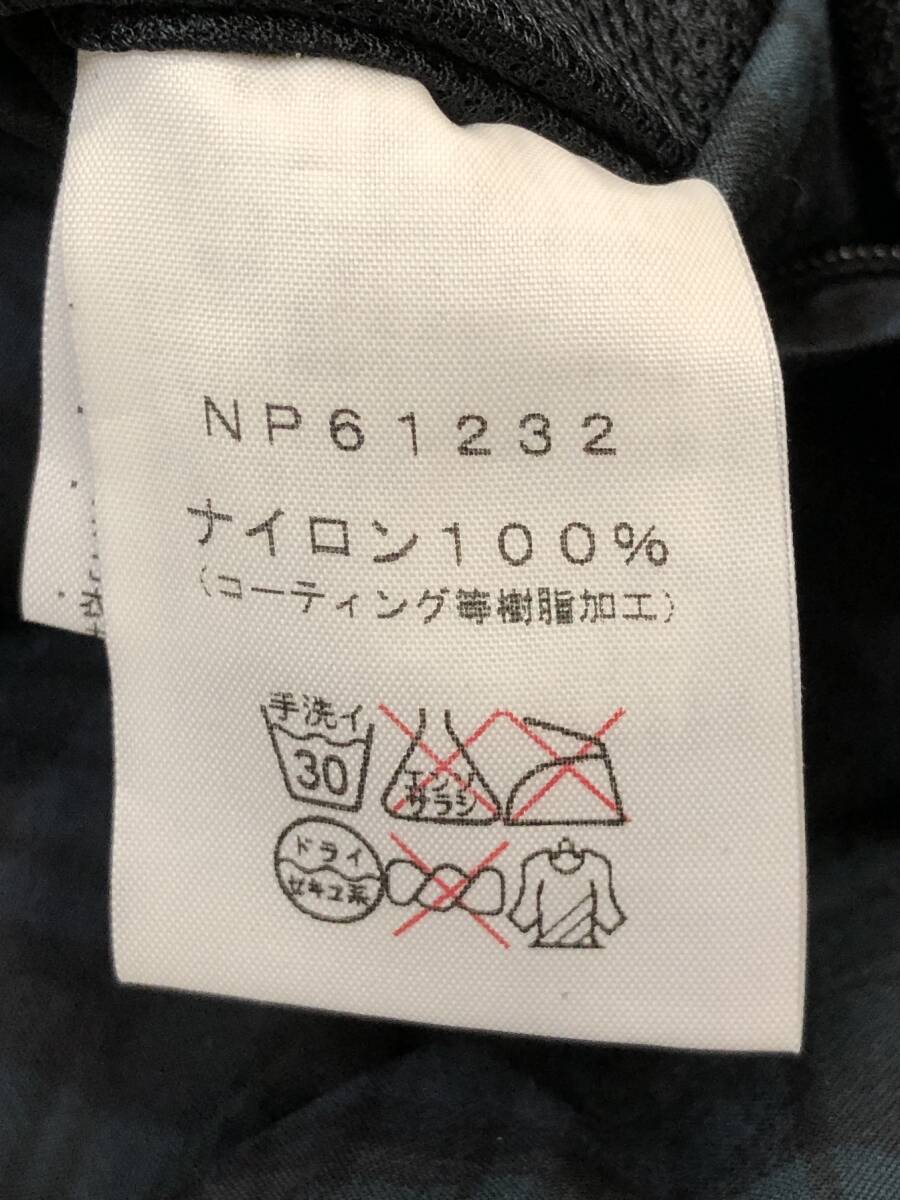 NP61232
ナイロン100%
（コーティング等樹脂加工）
手洗イ
30
エンソ
サラシ
ドライ
セキユ系